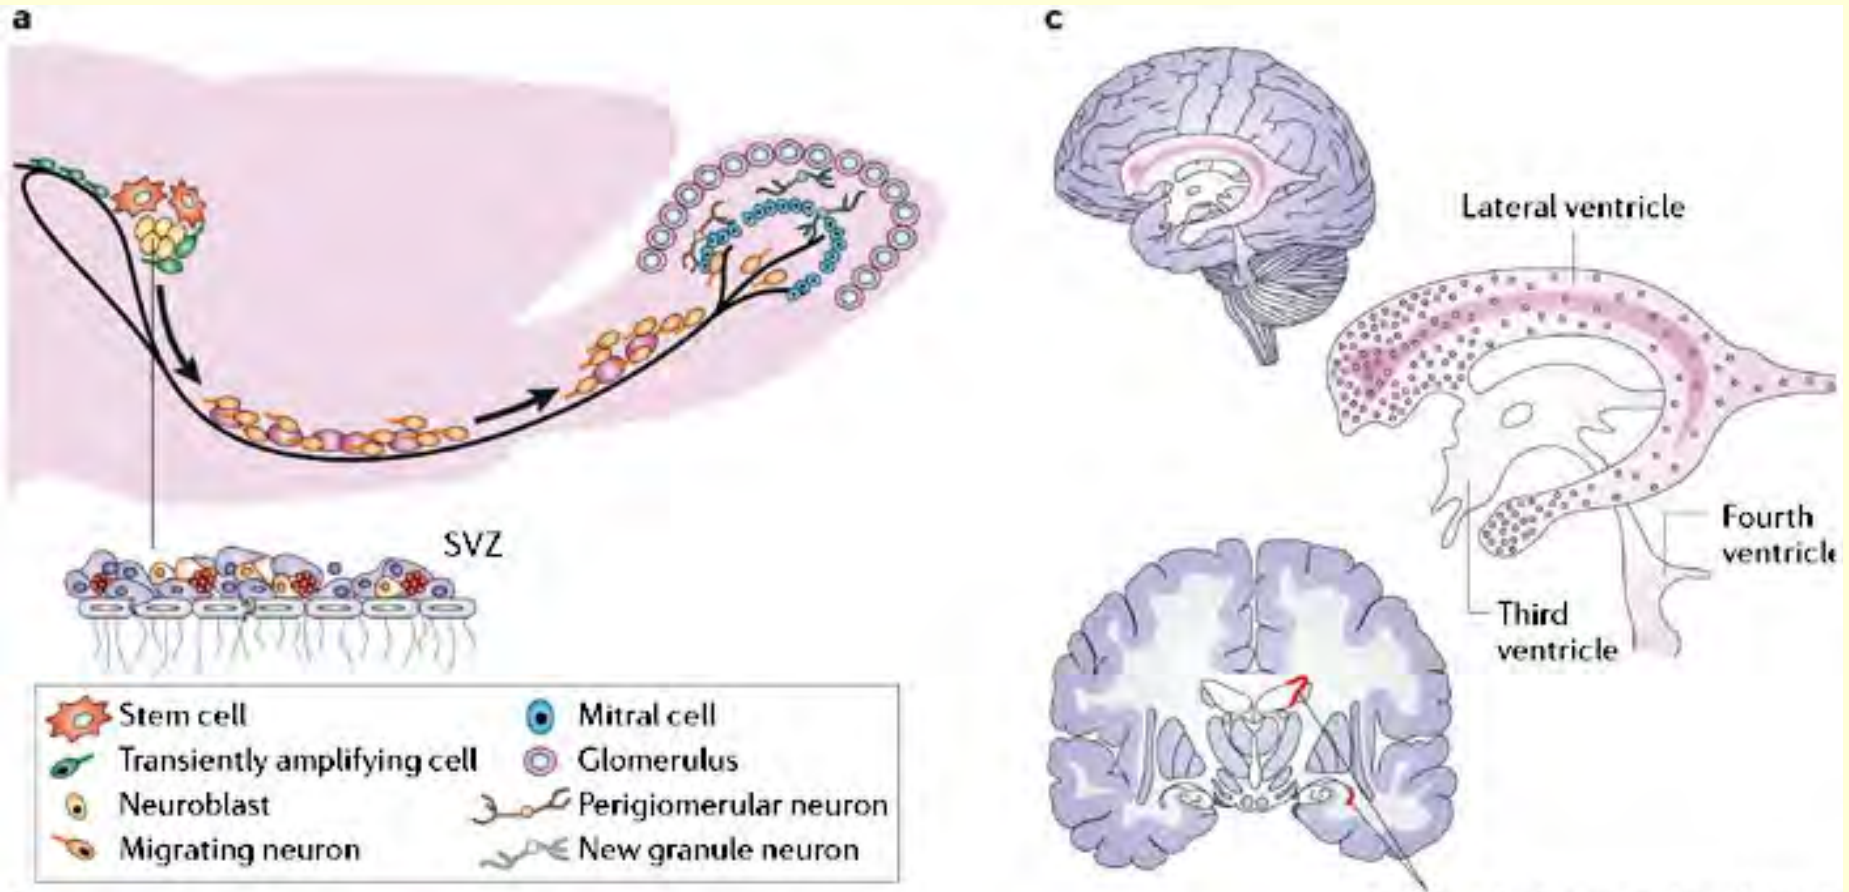 a
SVZ
Stem cell
Transiently amplifying cell
Neuroblast
Migrating neuron
Mitral cell
Glomerulus
Perigiomerular neuron
New granule neuron
c
Lateral ventricle
Fourth
ventricle
Third
ventricle